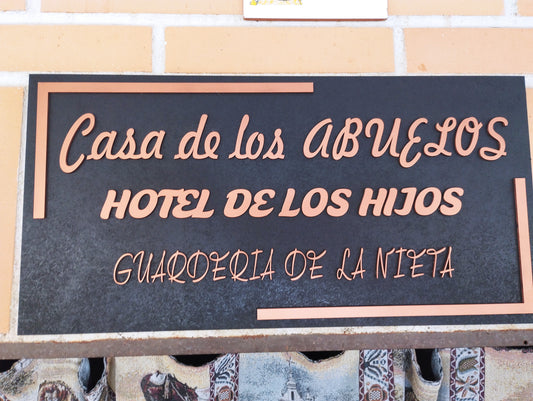 Casa de los ABUELOS
HOTEL DE LOS HIJOS
GUARDERIA DE LA NIETA